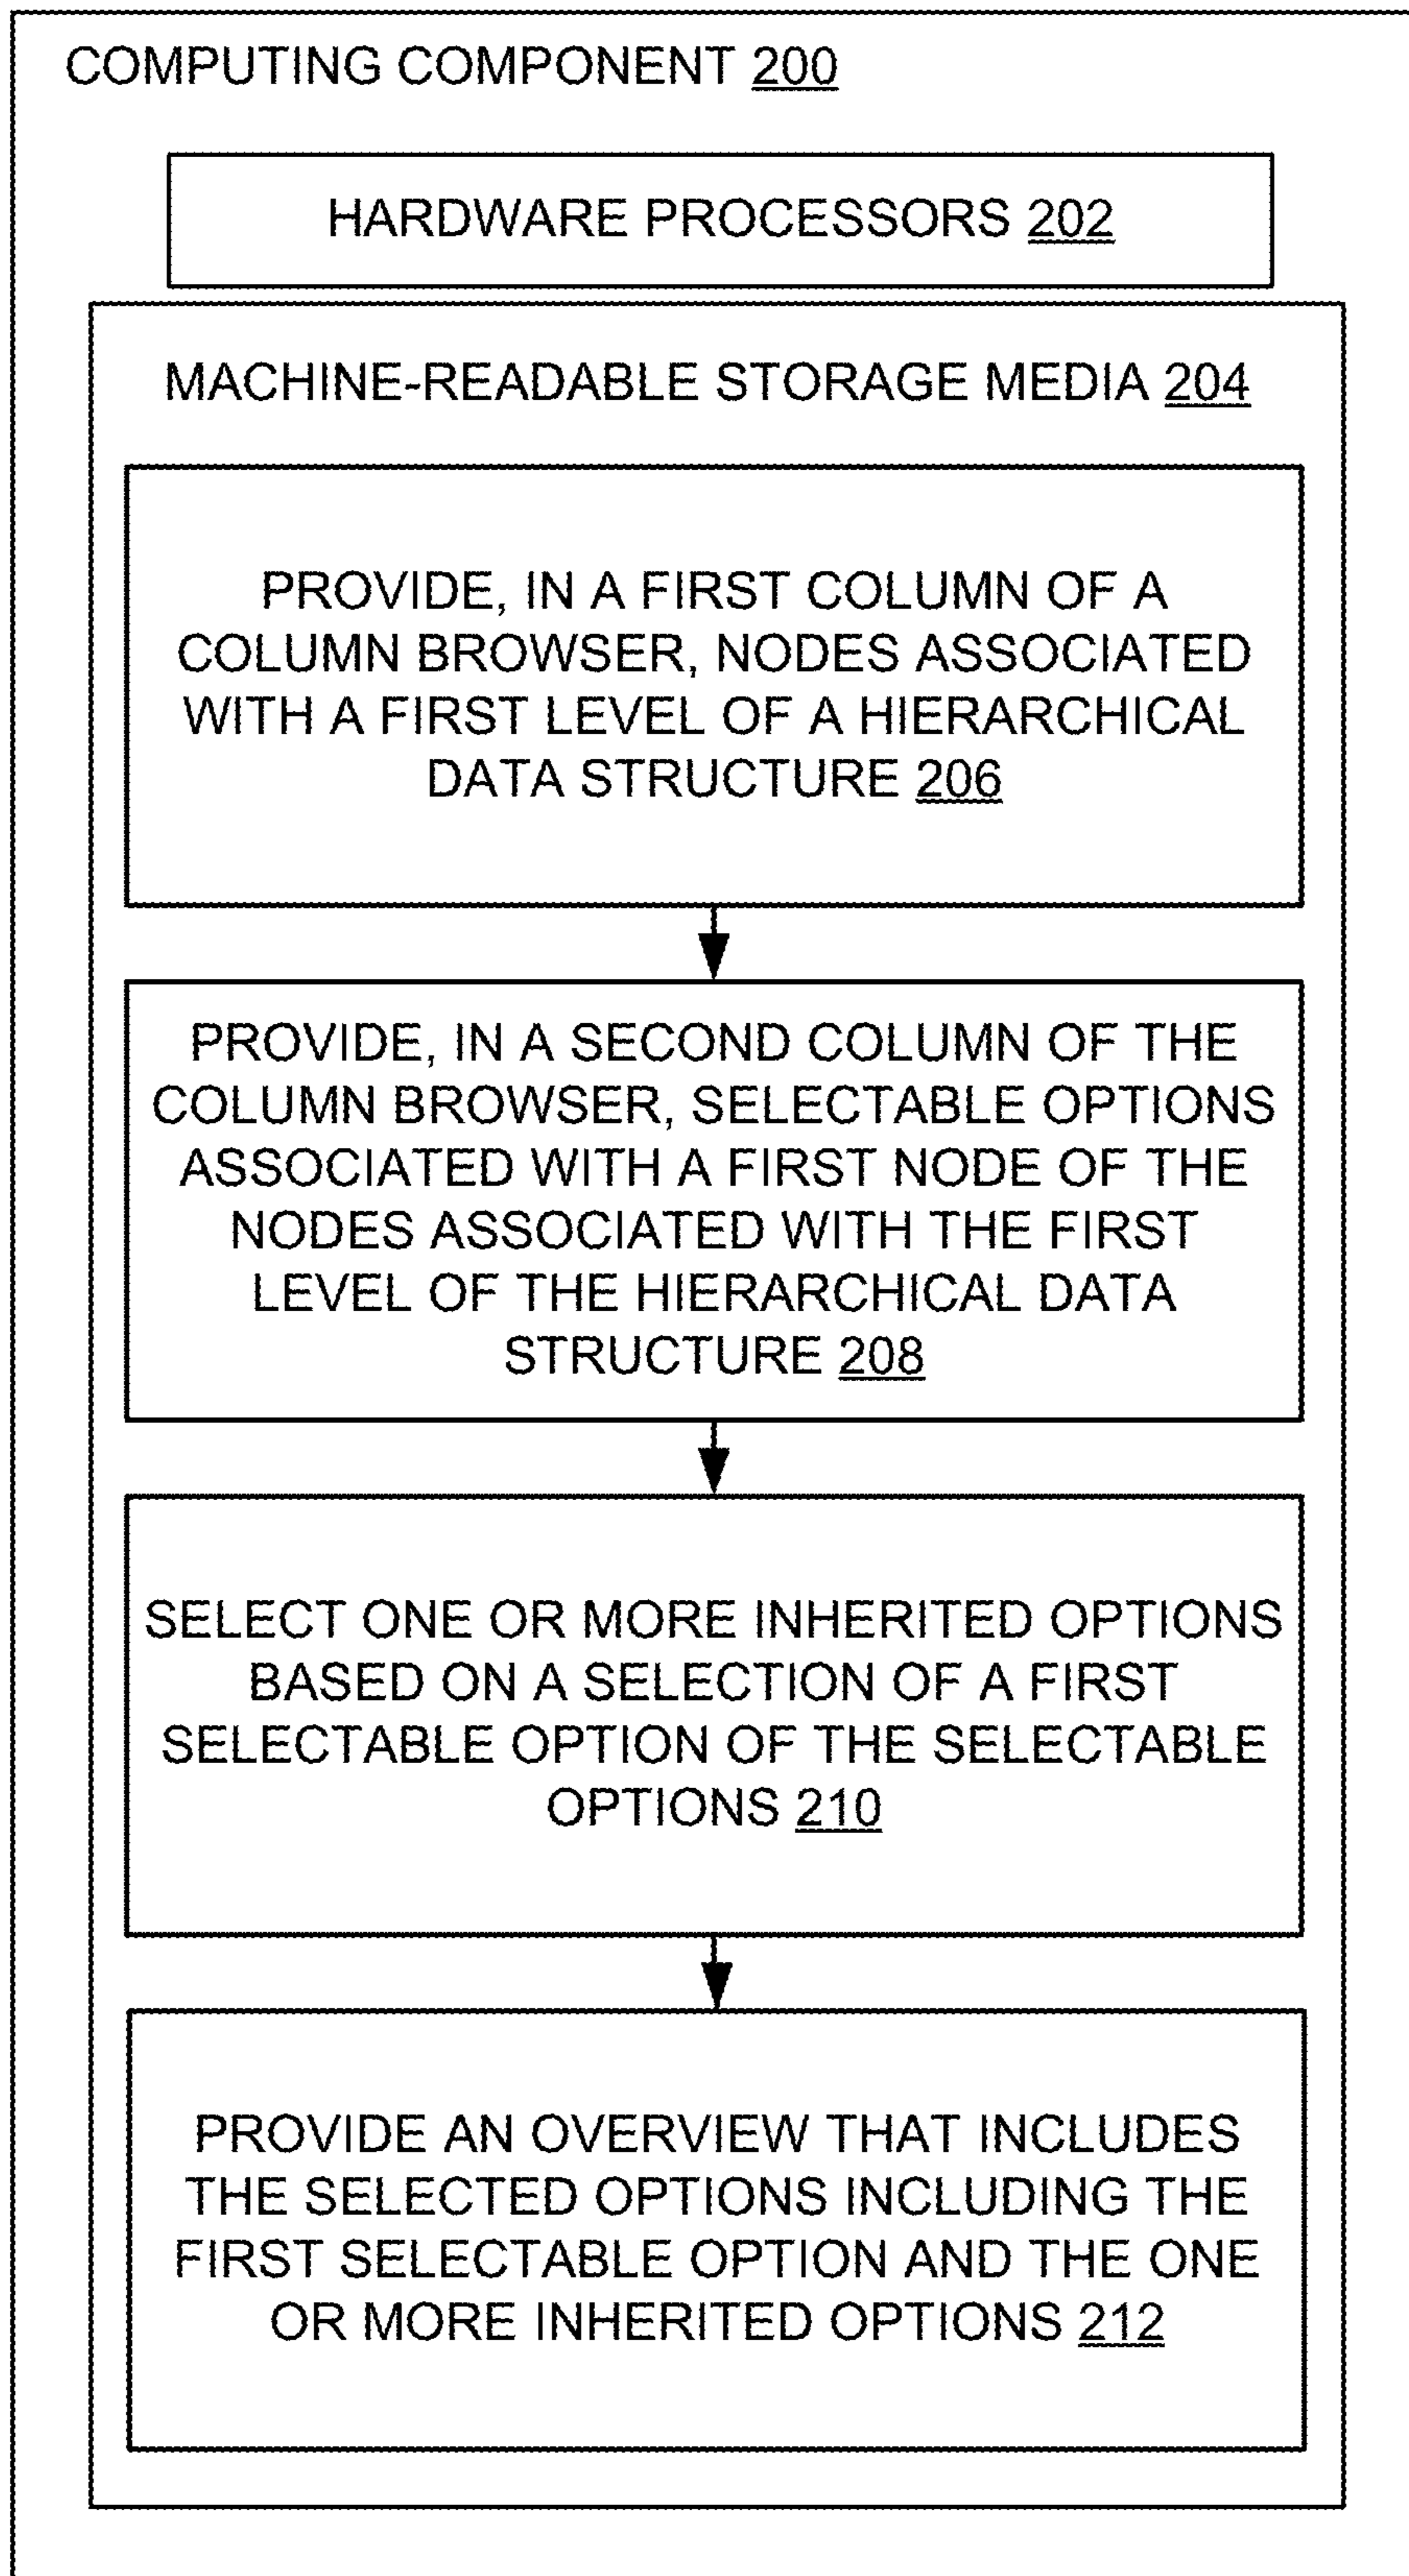 COMPUTING COMPONENT 200
HARDWARE PROCESSORS 202
MACHINE-READABLE STORAGE MEDIA 204
PROVIDE, IN A FIRST COLUMN OF A
COLUMN BROWSER, NODES ASSOCIATED
WITH A FIRST LEVEL OF A HIERARCHICAL
DATA STRUCTURE 206
PROVIDE, IN A SECOND COLUMN OF THE
COLUMN BROWSER, SELECTABLE OPTIONS
ASSOCIATED WITH A FIRST NODE OF THE
NODES ASSOCIATED WITH THE FIRST
LEVEL OF THE HIERARCHICAL DATA
STRUCTURE 208
SELECT ONE OR MORE INHERITED OPTIONS
BASED ON A SELECTION OF A FIRST
SELECTABLE OPTION OF THE SELECTABLE
OPTIONS 210
PROVIDE AN OVERVIEW THAT INCLUDES
THE SELECTED OPTIONS INCLUDING THE
FIRST SELECTABLE OPTION AND THE ONE
OR MORE INHERITED OPTIONS 212